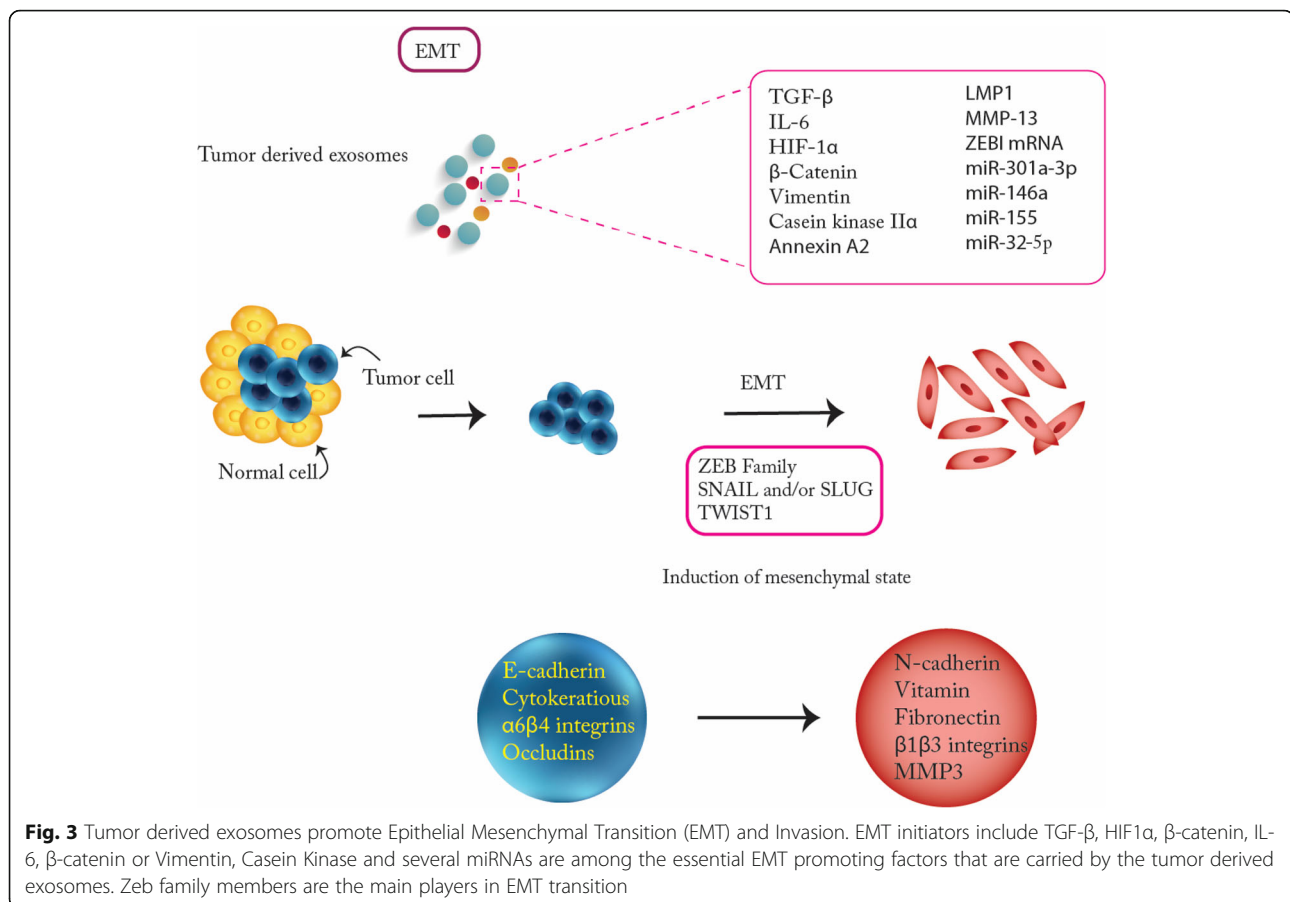 EMT
Tumor derived exosomes
TGF-β
IL-6
HIF-1α
β-Catenin
Vimentin
Casein kinase IIα
Annexin A2
LMP1
MMP-13
ZEBI mRNA
miR-301a-3p
miR-146a
miR-155
miR-32-5p
Tumor cell
Normal cell
EMT
ZEB Family
SNAIL and/or SLUG
TWIST1
Induction of mesenchymal state
E-cadherin
Cytokeratious
α6β4 integrins
Occludins
N-cadherin
Vitamin
Fibronectin
β1β3 integrins
MMP3
Fig. 3 Tumor derived exosomes promote Epithelial Mesenchymal Transition (EMT) and Invasion. EMT initiators include TGF-β, HIF1α, β-catenin, IL-
6, β-catenin or Vimentin, Casein Kinase and several miRNAs are among the essential EMT promoting factors that are carried by the tumor derived
exosomes. Zeb family members are the main players in EMT transition